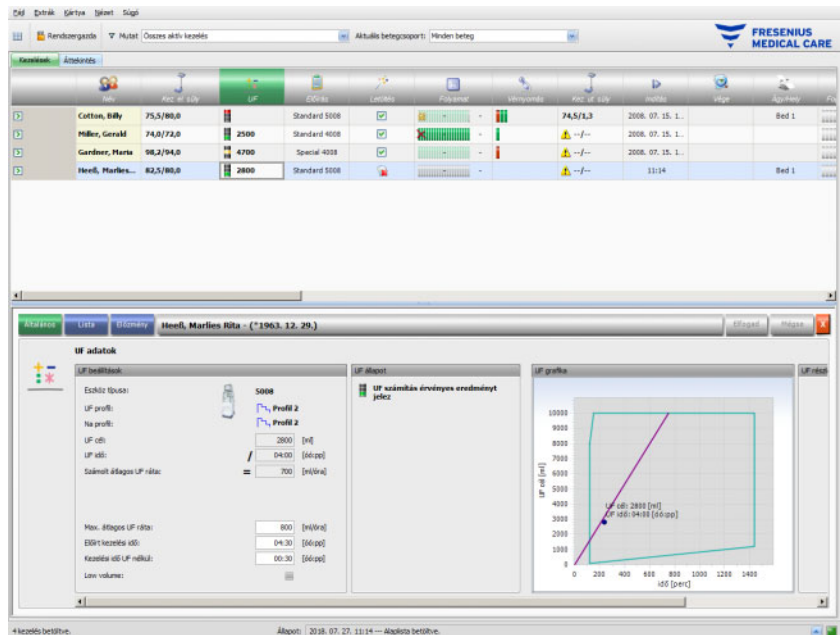 Fájl Extrák Kártya Nézet Súgó
Rendszergazda Mutat Összes aktív kezelés Aktuális betegcsoport: Minden beteg
FRESENIUS
MEDICAL CARE
Kezelések Áttekintés
Név Kez. el. súly UF Előírás Letöltés Folyamat Vérnyomás Kez. ut. súly Indítás Vége Ágy/Hely
Cotton, Billy 75,5/80,0 Standard 5008 - - 74,5/1,3 2008. 07. 15. 1... Bed 1
Miller, Gerald 74,0/72,0 2500 Standard 4008 - --/-- 2008. 07. 15. 1...
Gardner, Maria 98,2/94,0 4700 Special 4008 - - --/-- 2008. 07. 15. 1...
Heeß, Marlies... 82,5/80,0 2800 Standard 5008 - --/-- 11:14 Bed 1
Általános Lista Előzmény Heeß, Marlies Rita - (*1963. 12. 29.) Elfogad Mégse X
UF adatok
UF beállítások
Eszköz típusa: 5008
UF profil: Profil 2
Na profil: Profil 2
UF cél: 2800 [ml]
UF idő: / 04:00 [óó:pp]
Számolt átlagos UF ráta: = 700 [ml/óra]
Max. átlagos UF ráta: 800 [ml/óra]
Előírt kezelési idő: 04:30 [óó:pp]
Kezelési idő UF nélkül: 00:30 [óó:pp]
Low volume:
UF állapot
UF számítás érvényes eredményt
jelez
UF grafika
UF cél [ml]
10000
9000
8000
7000
6000
5000
4000
3000
2000
1000
0
UF cél: 2800 [ml]
UF idő: 04:00 [óó:pp]
0 200 400 600 800 1000 1200 1400
idő [perc]
4 kezelés betöltve. Állapot: 2018. 07. 27. 11:14 --- Alaplista betöltve.